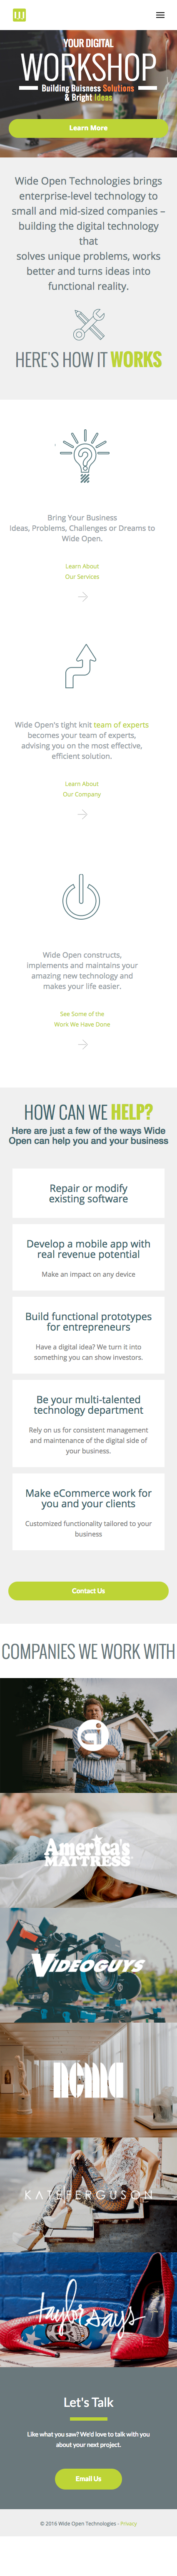 YOUR DIGITAL
WORKSHOP
Building Buisness Solutions
& Bright Ideas
Learn More
Wide Open Technologies brings
enterprise-level technology to
small and mid-sized companies –
building the digital technology
that
solves unique problems, works
better and turns ideas into
functional reality.
HERE'S HOW IT WORKS
Bring Your Business
Ideas, Problems, Challenges or Dreams to
Wide Open.
Learn About
Our Services
Wide Open's tight knit team of experts
becomes your team of experts,
advising you on the most effective,
efficient solution.
Learn About
Our Company
Wide Open constructs,
implements and maintains your
amazing new technology and
makes your life easier.
See Some of the
Work We Have Done
HOW CAN WE HELP?
Here are just a few of the ways Wide
Open can help you and your business
Repair or modify
existing software
Develop a mobile app with
real revenue potential
Make an impact on any device
Build functional prototypes
for entrepreneurs
Have a digital idea? We turn it into
something you can show investors.
Be your multi-talented
technology department
Rely on us for consistent management
and maintenance of the digital side of
your business.
Make eCommerce work for
you and your clients
Customized functionality tailored to your
business
Contact Us
COMPANIES WE WORK WITH
America's
MATTRESS
VIDEOGUYS
KATEFERGUSON
taylor says
Let's Talk
Like what you saw? We'd love to talk with you
about your next project.
Email Us
© 2016 Wide Open Technologies - Privacy